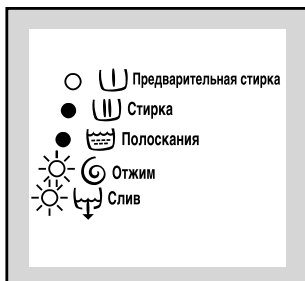 Предварительная стирка
Стирка
Полоскания
Отжим
Слив